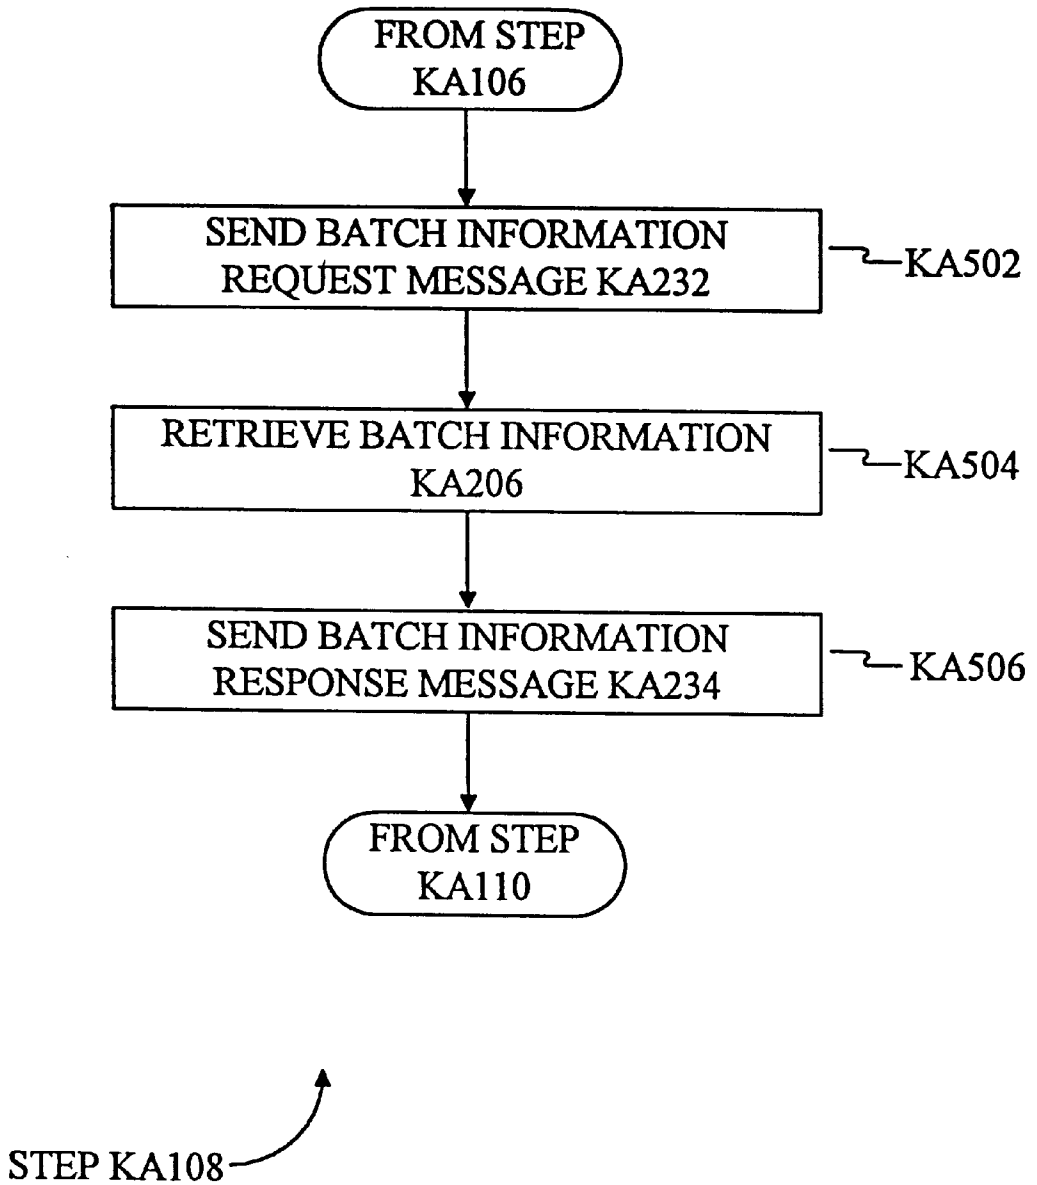 FROM STEP
KA106
SEND BATCH INFORMATION
REQUEST MESSAGE KA232
KA502
RETRIEVE BATCH INFORMATION
KA206
KA504
SEND BATCH INFORMATION
RESPONSE MESSAGE KA234
KA506
FROM STEP
KA110
STEP KA108